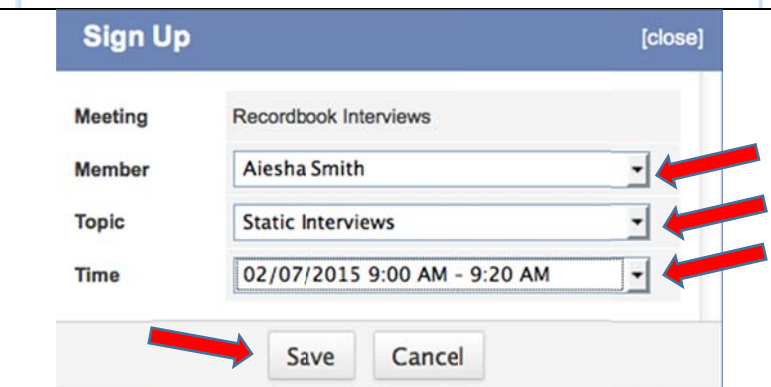 Sign Up [close]
Meeting Recordbook Interviews
Member Aiesha Smith
Topic Static Interviews
Time 02/07/2015 9:00 AM - 9:20 AM
Save Cancel